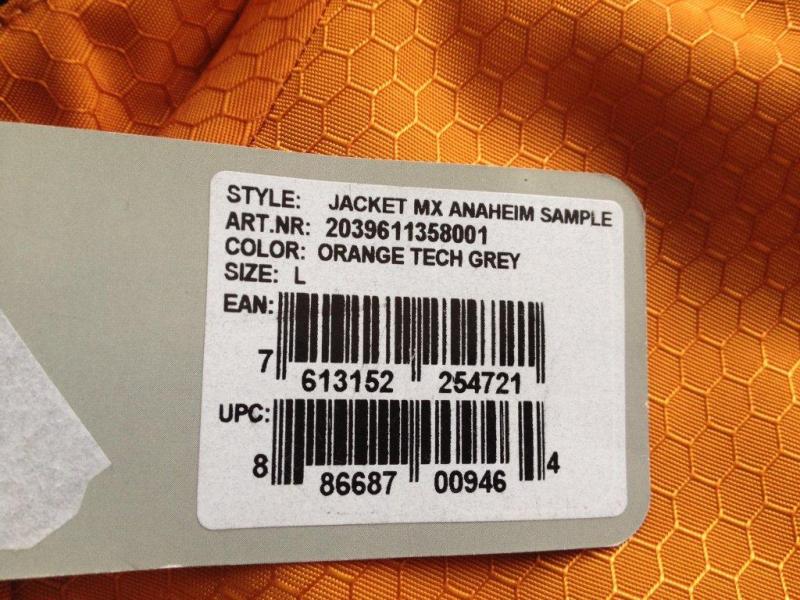 STYLE: JACKET MX ANAHEIM SAMPLE
ART.NR: 2039611358001
COLOR: ORANGE TECH GREY
SIZE: L
EAN:
7 613152 254721
UPC:
8 86687 00946 4